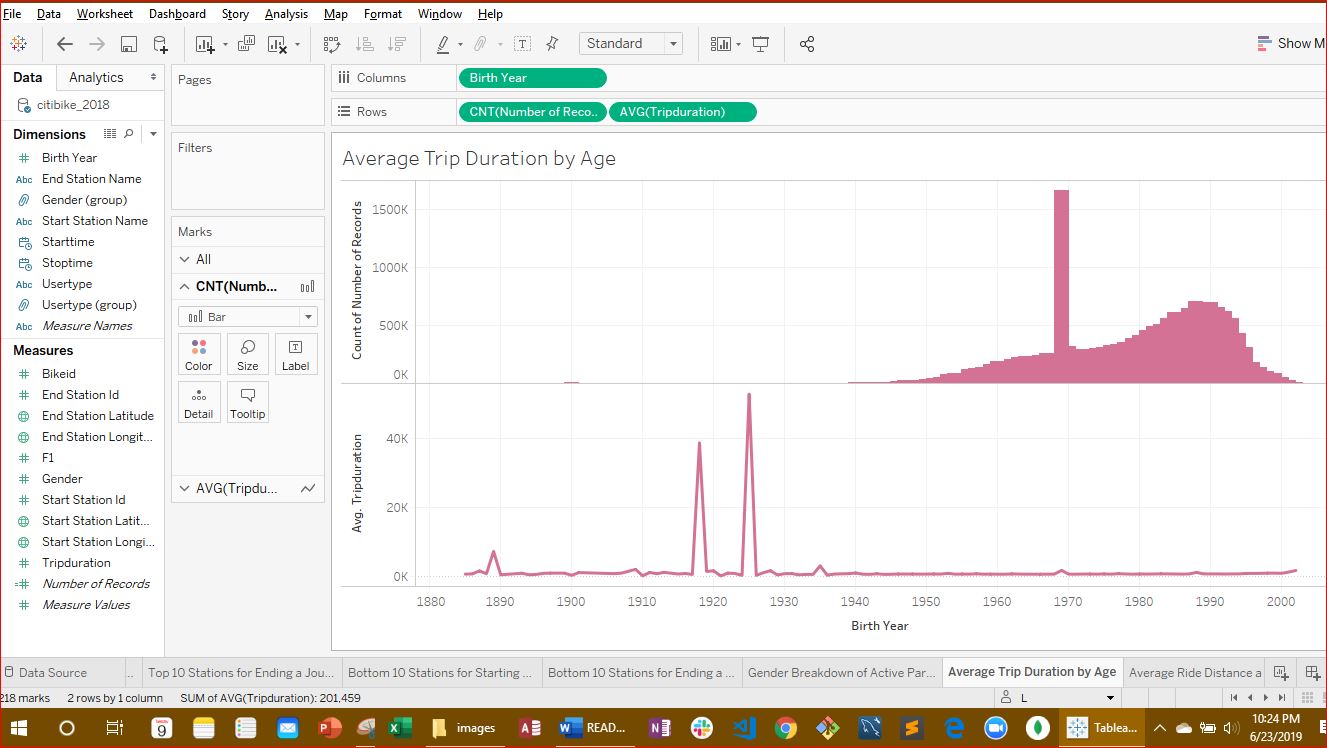 File Data Worksheet Dashboard Story Analysis Map Format Window Help
Standard
Show M
Data Analytics
citibike_2018
Dimensions
Birth Year
Abc End Station Name
Gender (group)
Abc Start Station Name
Starttime
Stoptime
Abc Usertype
Usertype (group)
Abc Measure Names
Measures
Bikeid
End Station Id
End Station Latitude
End Station Longit...
F1
Gender
Start Station Id
Start Station Latit...
Start Station Longi...
Tripduration
Number of Records
Measure Values
Pages
Filters
Marks
All
CNT(Numb...
Bar
Color Size Label
Detail Tooltip
AVG(Tripdu...
Columns Birth Year
Rows CNT(Number of Reco.. AVG(Tripduration)
Average Trip Duration by Age
Count of Number of Records
1500K
1000K
500K
0K
Avg. Tripduration
40K
20K
0K
1880 1890 1900 1910 1920 1930 1940 1950 1960 1970 1980 1990 2000
Birth Year
Data Source .. Top 10 Stations for Ending a Jou... Bottom 10 Stations for Starting ... Bottom 10 Stations for Ending a ... Gender Breakdown of Active Par... Average Trip Duration by Age Average Ride Distance a
218 marks 2 rows by 1 column SUM of AVG(Tripduration): 201,459 L
9 images READ... Tablea...
10:24 PM
6/23/2019